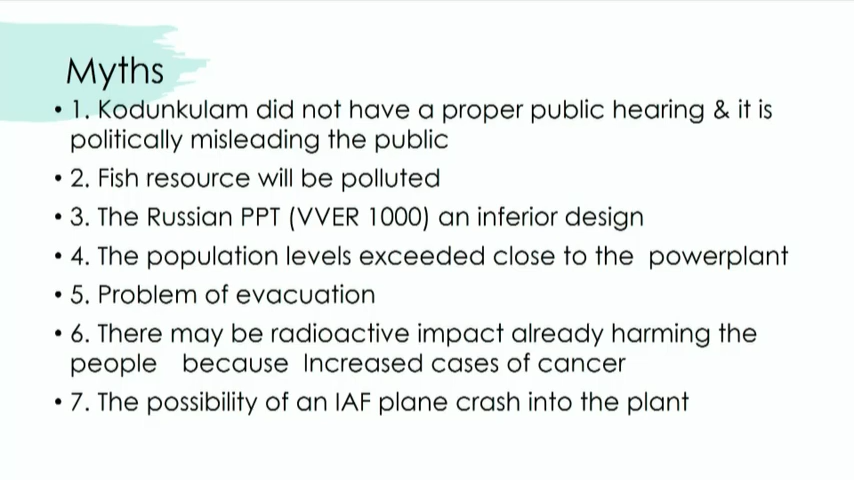 Myths
• 1. Kodunkulam did not have a proper public hearing & it is
politically misleading the public
• 2. Fish resource will be polluted
• 3. The Russian PPT (VVER 1000) an inferior design
• 4. The population levels exceeded close to the powerplant
• 5. Problem of evacuation
• 6. There may be radioactive impact already harming the
people because Increased cases of cancer
• 7. The possibility of an IAF plane crash into the plant